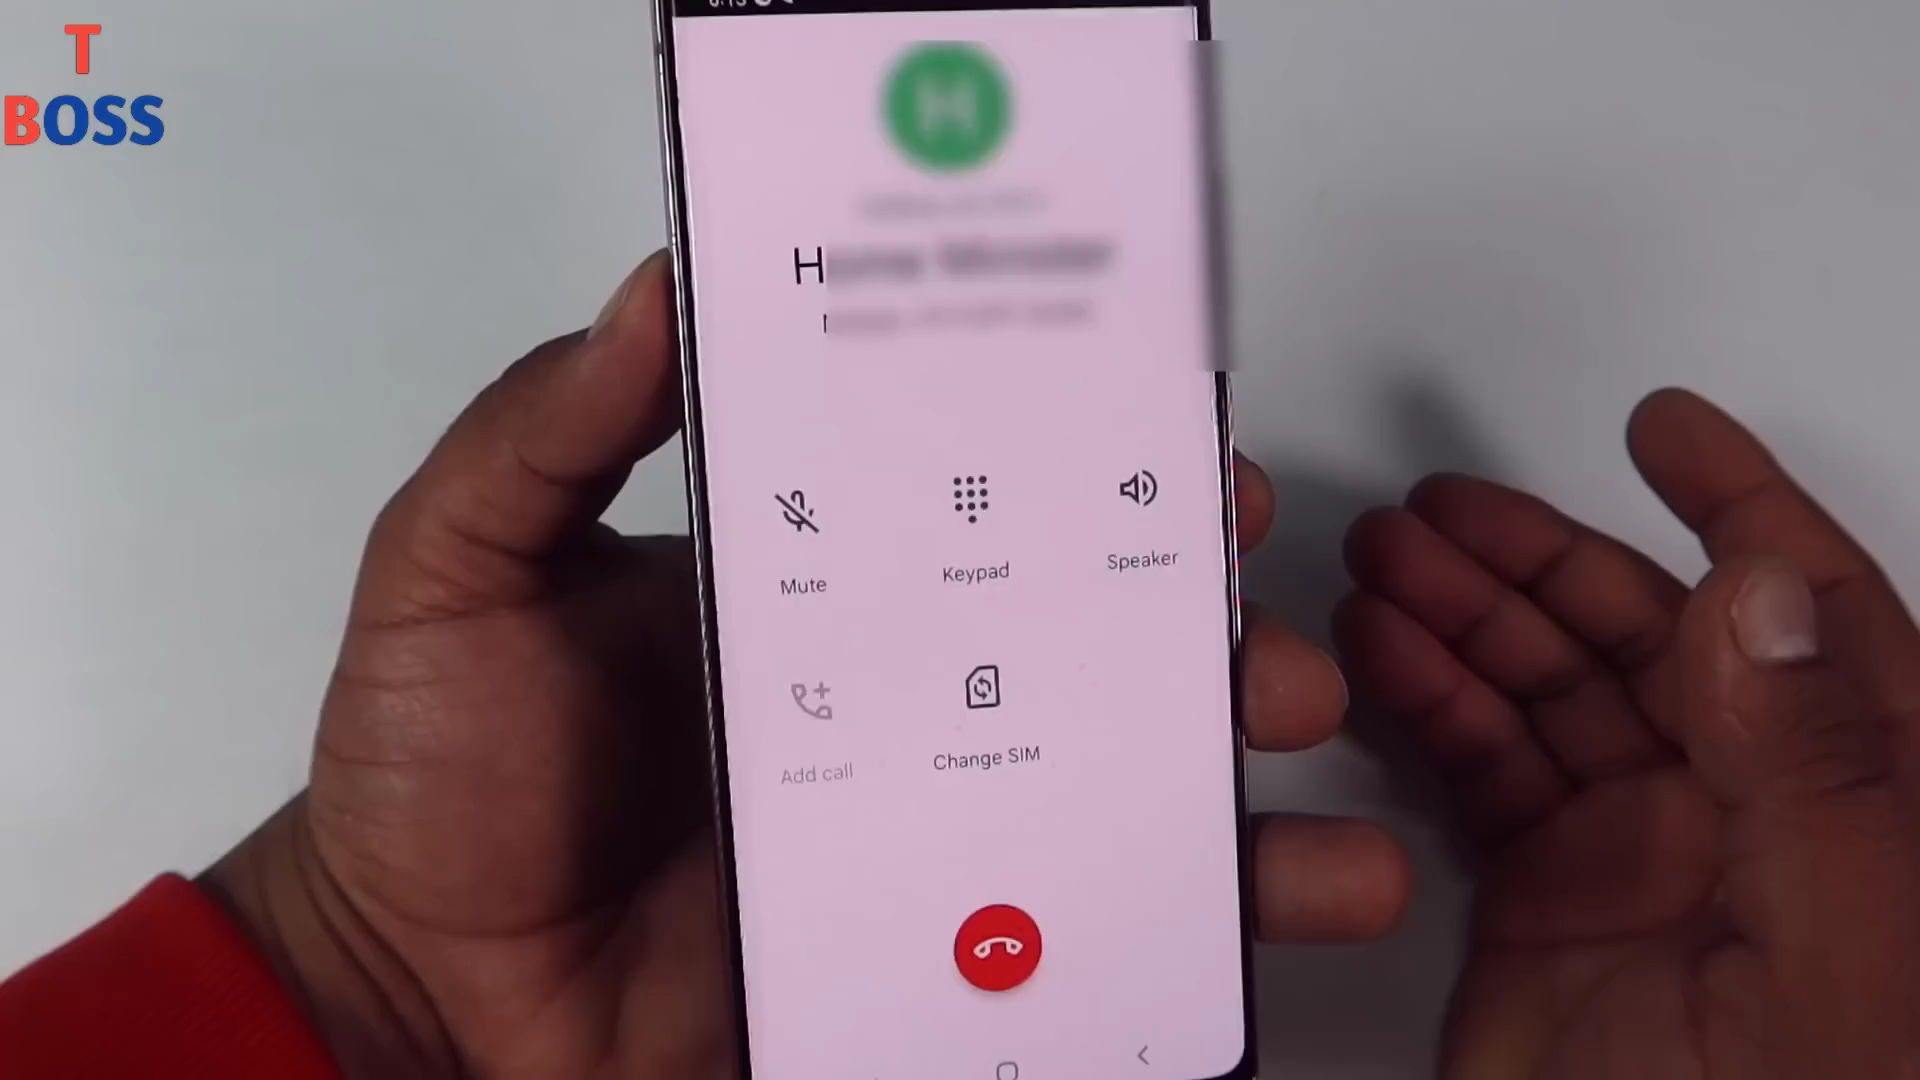 T
BOSS
H
Mute
Keypad
Speaker
Add call
Change SIM